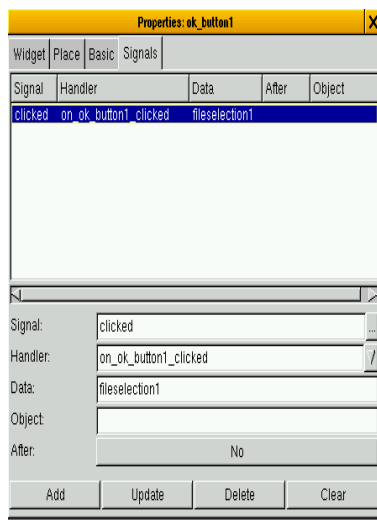 Properties: ok_button1
Widget Place Basic Signals
Signal Handler Data After Object
clicked on_ok_button1_clicked fileselection1
Signal: clicked ...
Handler: on_ok_button1_clicked /
Data: fileselection1
Object:
After: No
Add Update Delete Clear